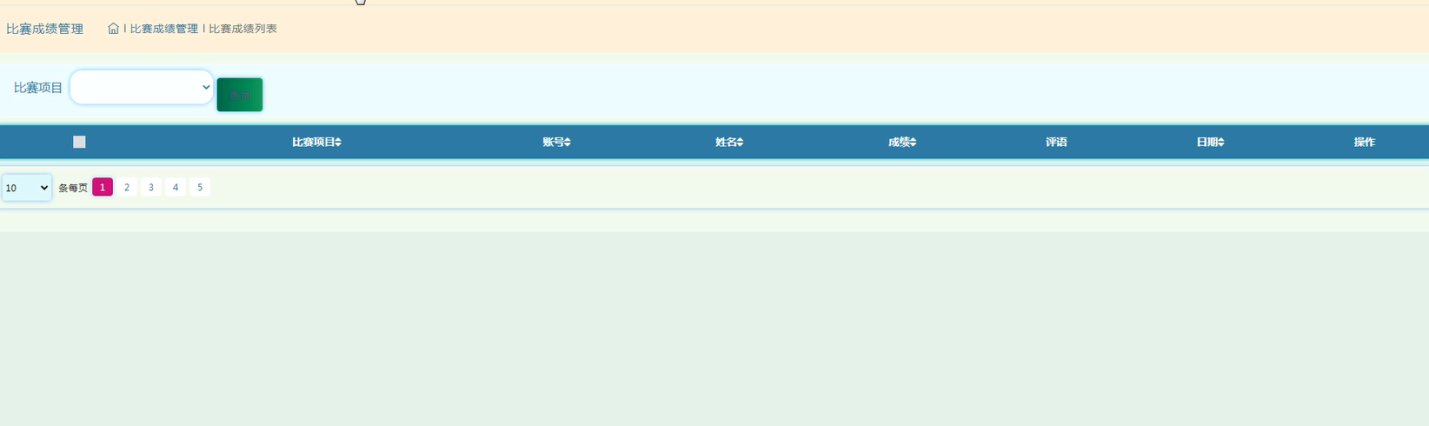 比赛成绩管理 | 比赛成绩管理 | 比赛成绩列表
比赛项目
比赛项目 账号 姓名 成绩 评语 日期 操作
10 条每页 1 2 3 4 5